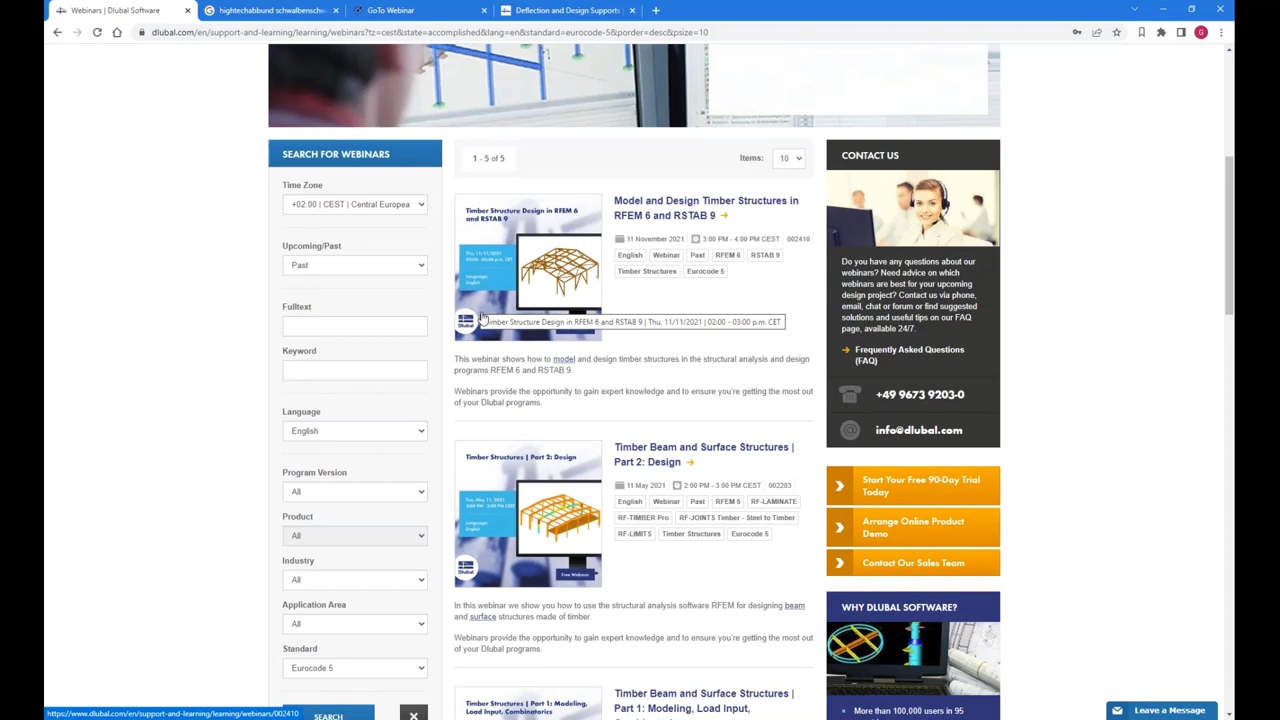 Webinars | Dlubal Software
hightechabbund schwalbenschw
GoTo Webinar
Deflection and Design Supports |
dlubal.com/en/support-and-learning/learning/webinars?tz=cest&state=accomplished&lang=en&standard=eurocode-5&porder=desc&psize=10
G
SEARCH FOR WEBINARS
Time Zone
+02:00 | CEST | Central Europea
Upcoming/Past
Past
Fulltext
Keyword
Language
English
Program Version
All
Product
All
Industry
All
Application Area
All
Standard
Eurocode 5
SEARCH
1 - 5 of 5
Items:
10
Timber Structure Design in RFEM 6
and RSTAB 9
Thu, 11/11/2021
Language:
English
Dlubal
Model and Design Timber Structures in
RFEM 6 and RSTAB 9
11 November 2021
3:00 PM - 4:00 PM CEST
002410
English
Webinar
Past
RFEM 6
RSTAB 9
Timber Structures
Eurocode 5
Timber Structure Design in RFEM 6 and RSTAB 9 | Thu, 11/11/2021 | 02:00 - 03:00 p.m. CET
This webinar shows how to model and design timber structures in the structural analysis and design
programs RFEM 6 and RSTAB 9.
Webinars provide the opportunity to gain expert knowledge and to ensure you're getting the most out
of your Dlubal programs.
Timber Structures | Part 2: Design
Tue, May 11, 2021
Language:
English
Dlubal
Free Webinar
Timber Beam and Surface Structures |
Part 2: Design
11 May 2021
2:00 PM - 3:00 PM CEST
002283
English
Webinar
Past
RFEM 5
RF-LAMINATE
RF-TIMBER Pro
RF-JOINTS Timber - Steel to Timber
RF-LIMITS
Timber Structures
Eurocode 5
In this webinar we show you how to use the structural analysis software RFEM for designing beam
and surface structures made of timber.
Webinars provide the opportunity to gain expert knowledge and to ensure you're getting the most out
of your Dlubal programs.
Timber Structures | Part 1: Modeling,
Load Input, Combinatorics
Timber Beam and Surface Structures |
Part 1: Modeling, Load Input,
CONTACT US
Do you have any questions about our
webinars? Need advice on which
webinars are best for your upcoming
design project? Contact us via phone,
email, chat or forum or find suggested
solutions and useful tips on our FAQ
page, available 24/7.
Frequently Asked Questions
(FAQ)
+49 9673 9203-0
info@dlubal.com
Start Your Free 90-Day Trial
Today
Arrange Online Product
Demo
Contact Our Sales Team
WHY DLUBAL SOFTWARE?
More than 100,000 users in 95
Leave a Message
https://www.dlubal.com/en/support-and-learning/learning/webinars/002410